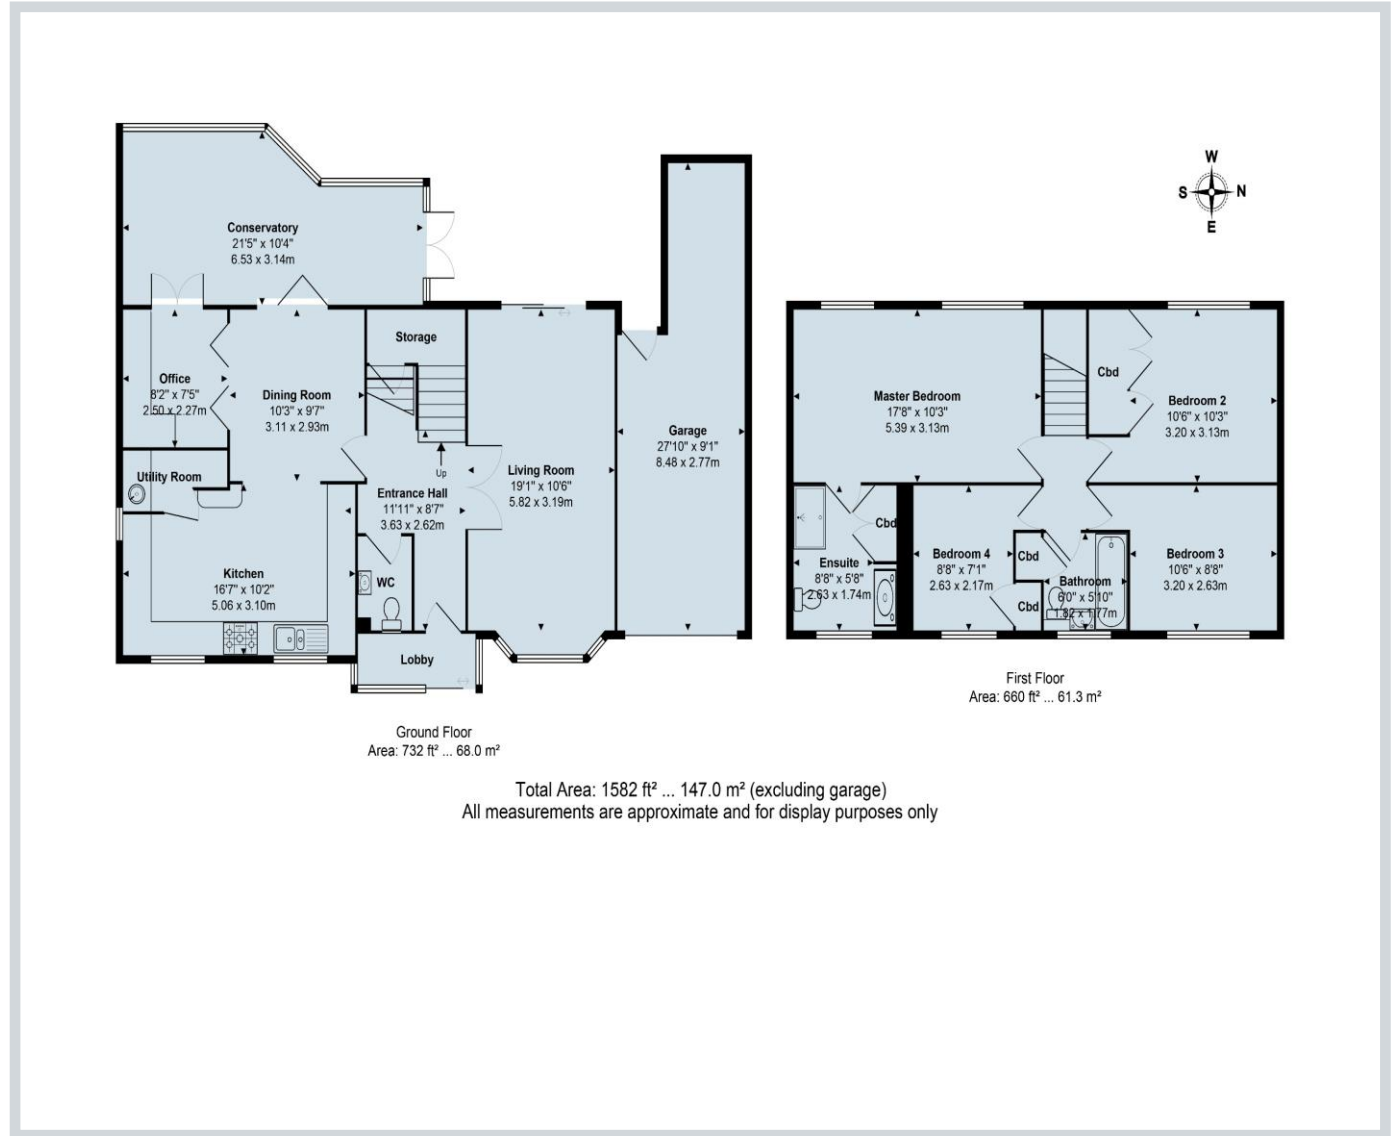 W
S N
E
Conservatory
21'5" x 10'4"
6.53 x 3.14m
Storage
Office
8'2" x 7'5"
2.50 x 2.27m
Dining Room
10'3" x 9'7"
3.11 x 2.93m
Utility Room
Up
Entrance Hall
11'11" x 8'7"
3.63 x 2.62m
Living Room
19'1" x 10'6"
5.82 x 3.19m
Garage
27'10" x 9'1"
8.48 x 2.77m
Kitchen
16'7" x 10'2"
5.06 x 3.10m
WC
Lobby
Ground Floor
Area: 732 ft² ... 68.0 m²
Master Bedroom
17'8" x 10'3"
5.39 x 3.13m
Cbd
Bedroom 2
10'6" x 10'3"
3.20 x 3.13m
Cbd
Ensuite
8'8" x 5'8"
2.63 x 1.74m
Bedroom 4
8'8" x 7'1"
2.63 x 2.17m
Cbd
Cbd
Bathroom
6'0" x 5'10"
1.82 x 1.77m
Bedroom 3
10'6" x 8'8"
3.20 x 2.63m
First Floor
Area: 660 ft² ... 61.3 m²
Total Area: 1582 ft² ... 147.0 m² (excluding garage)
All measurements are approximate and for display purposes only